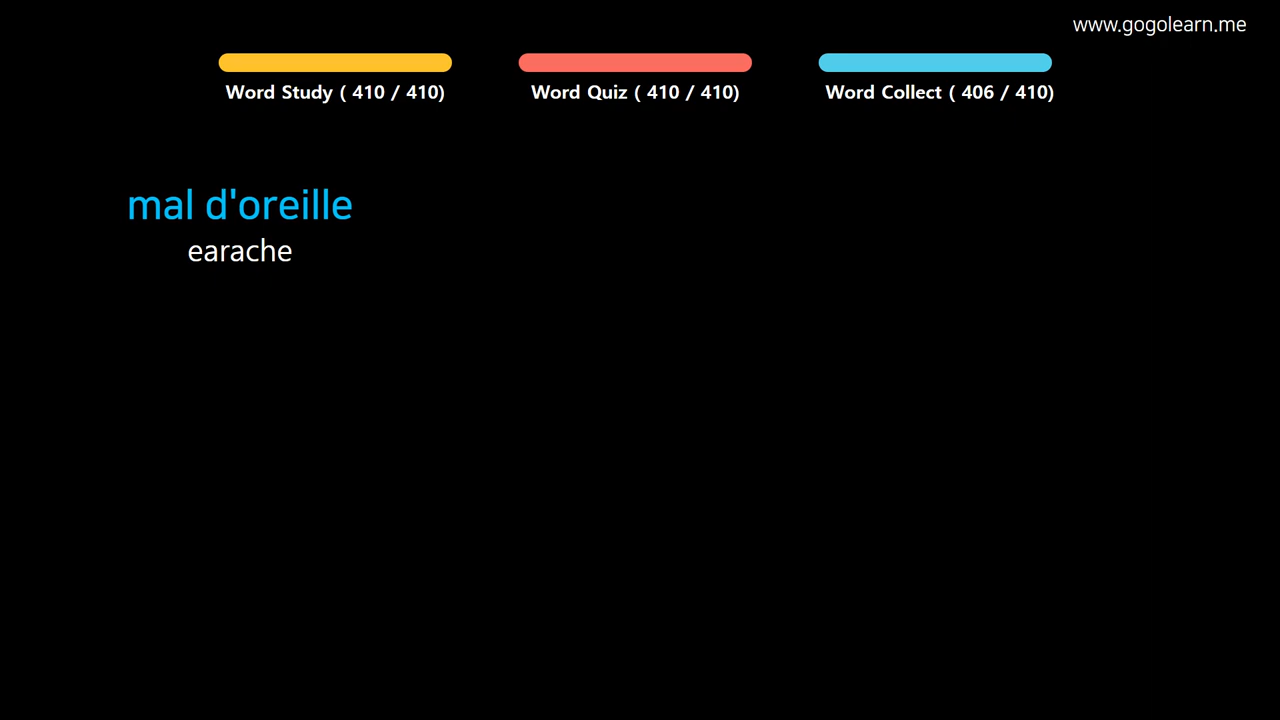 www.gogolearn.me
Word Study ( 410 / 410)
Word Quiz ( 410 / 410)
Word Collect ( 406 / 410)
mal d'oreille
earache